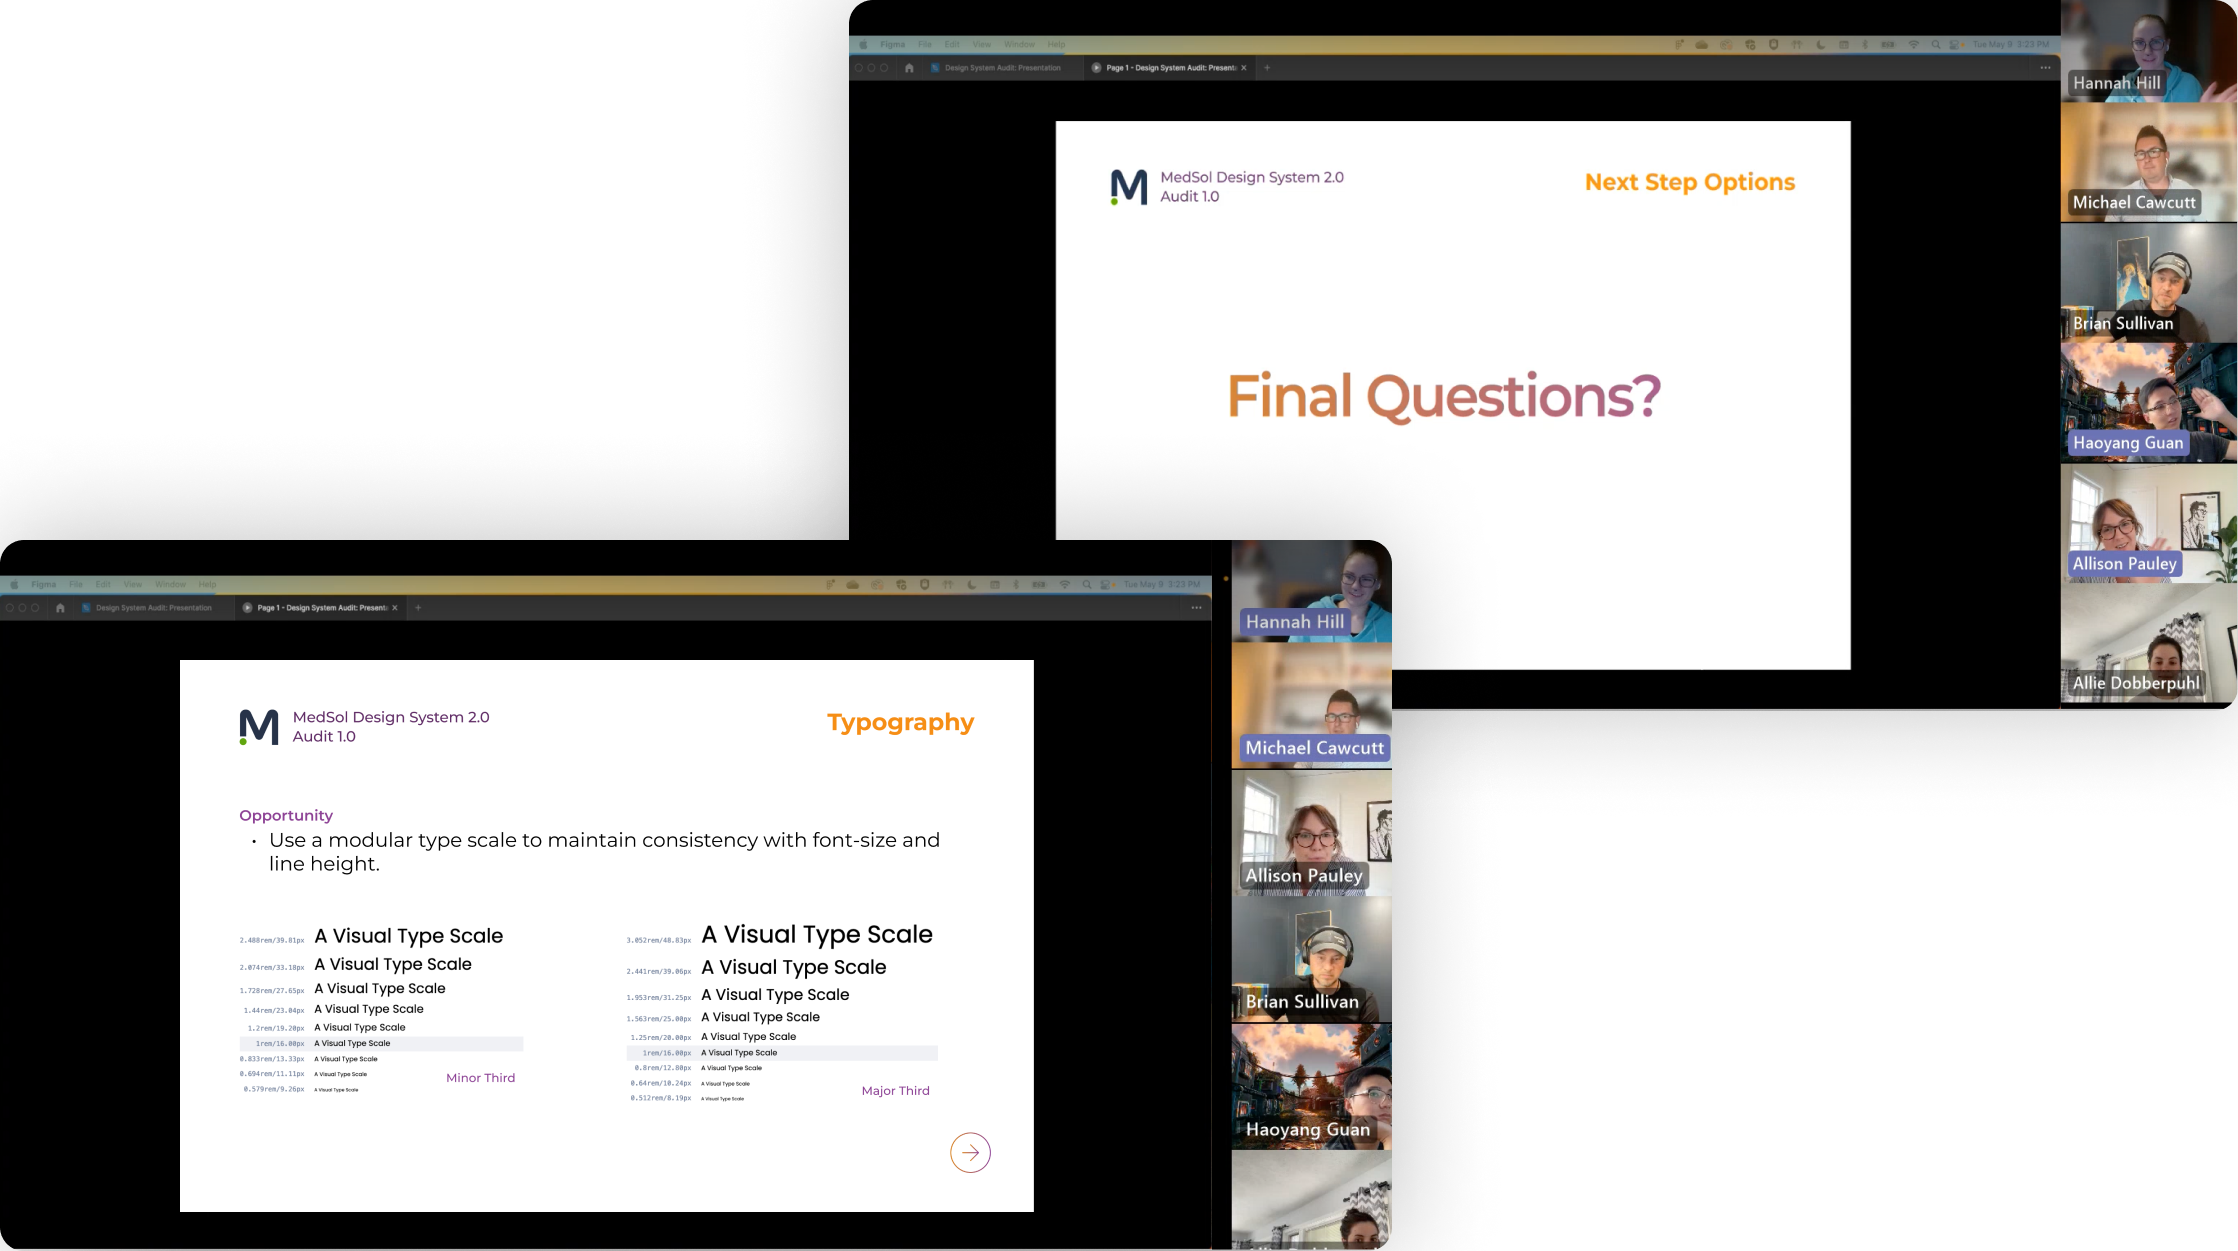 Figma File Edit View Window Help
Tue May 9 3:23 PM
Design System Audit: Presentation
Page 1 - Design System Audit: Presenta
MedSol Design System 2.0
Audit 1.0
Next Step Options
Final Questions?
Hannah Hill
Michael Cawcutt
Brian Sullivan
Haoyang Guan
Allison Pauley
Allie Dobberpuhl
Figma File Edit View Window Help
Tue May 9 3:23 PM
Design System Audit: Presentation
Page 1 - Design System Audit: Presenta
MedSol Design System 2.0
Audit 1.0
Typography
Opportunity
• Use a modular type scale to maintain consistency with font-size and
line height.
2.488rem/39.81px A Visual Type Scale
2.074rem/33.18px A Visual Type Scale
1.728rem/27.65px A Visual Type Scale
1.44rem/23.04px A Visual Type Scale
1.2rem/19.20px A Visual Type Scale
1rem/16.00px A Visual Type Scale
0.833rem/13.33px A Visual Type Scale
0.694rem/11.11px A Visual Type Scale
0.579rem/9.26px A Visual Type Scale
Minor Third
3.052rem/48.83px A Visual Type Scale
2.441rem/39.06px A Visual Type Scale
1.953rem/31.25px A Visual Type Scale
1.563rem/25.00px A Visual Type Scale
1.25rem/20.00px A Visual Type Scale
1rem/16.00px A Visual Type Scale
0.8rem/12.80px A Visual Type Scale
0.64rem/10.24px A Visual Type Scale
0.512rem/8.19px A Visual Type Scale
Major Third
Hannah Hill
Michael Cawcutt
Allison Pauley
Brian Sullivan
Haoyang Guan